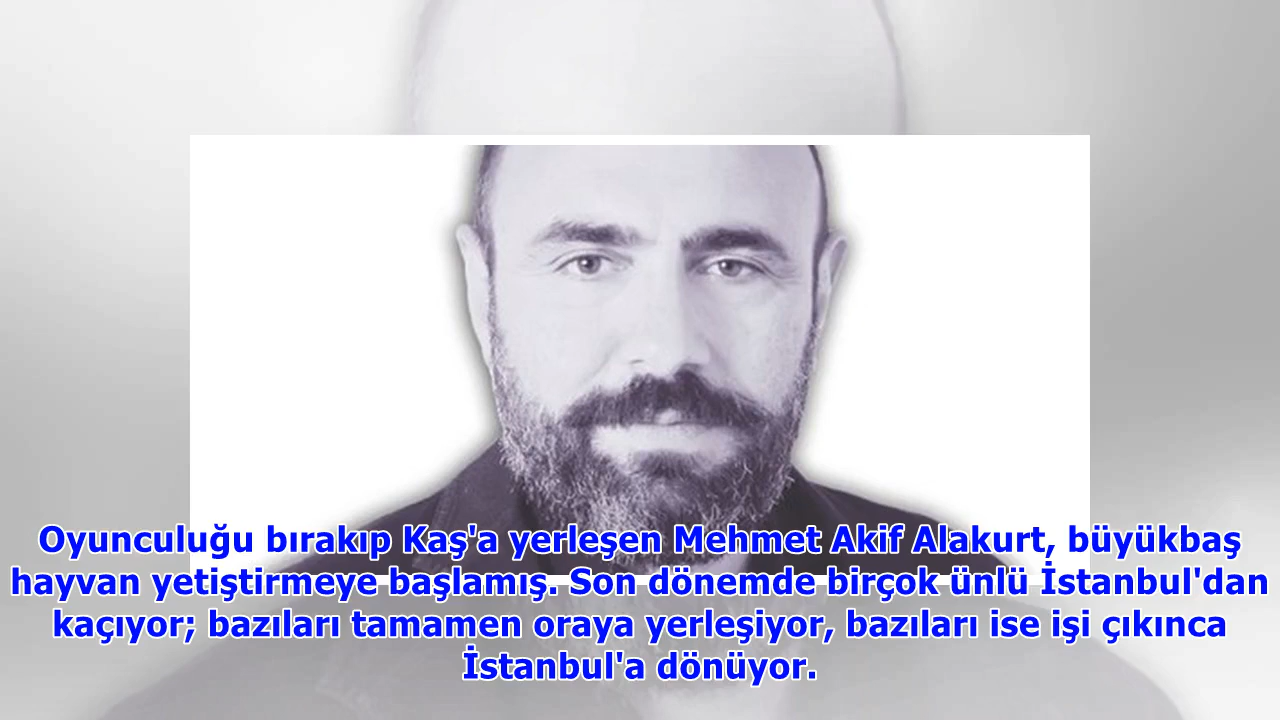 Oyunculuğu bırakıp Kaş'a yerleşen Mehmet Akif Alakurt, büyükbaş
hayvan yetiştirmeye başlamış. Son dönemde birçok ünlü İstanbul'dan
kaçıyor; bazıları tamamen oraya yerleşiyor, bazıları ise işi çıkınca
İstanbul'a dönüyor.